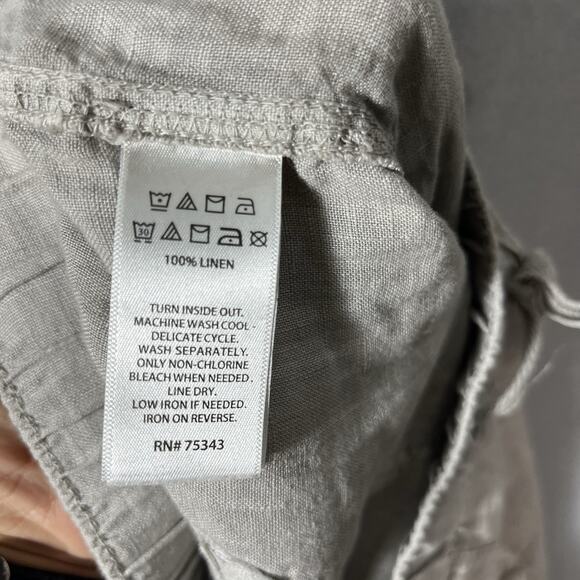 30
100% LINEN
TURN INSIDE OUT.
MACHINE WASH COOL -
DELICATE CYCLE.
WASH SEPARATELY.
ONLY NON-CHLORINE
BLEACH WHEN NEEDED.
LINE DRY.
LOW IRON IF NEEDED.
IRON ON REVERSE.
RN# 75343